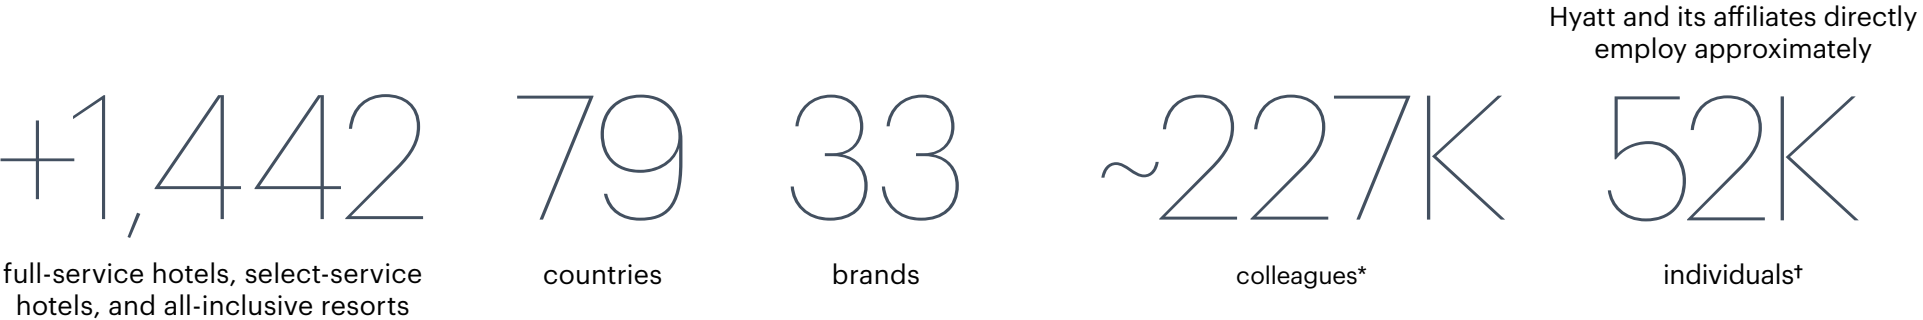 +1,442
full-service hotels, select-service
hotels, and all-inclusive resorts
79
countries
33
brands
~227K
colleagues*
Hyatt and its affiliates directly
employ approximately
52K
individuals†